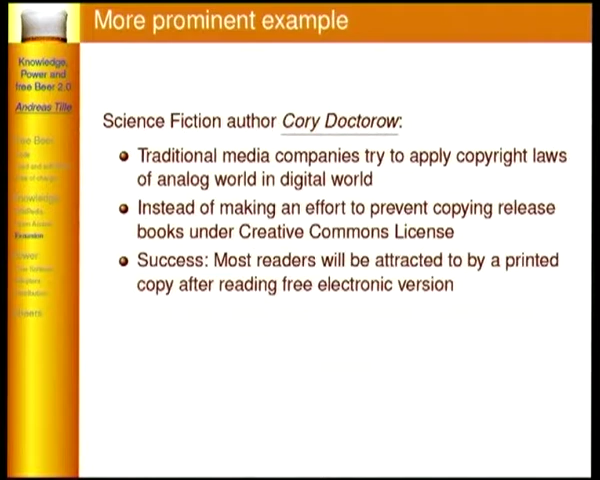 More prominent example
Knowledge,
Power and
free Beer 2.0
Andreas Tille
Science Fiction author Cory Doctorow:
Traditional media companies try to apply copyright laws
of analog world in digital world
Instead of making an effort to prevent copying release
books under Creative Commons License
Success: Most readers will be attracted to by a printed
copy after reading free electronic version